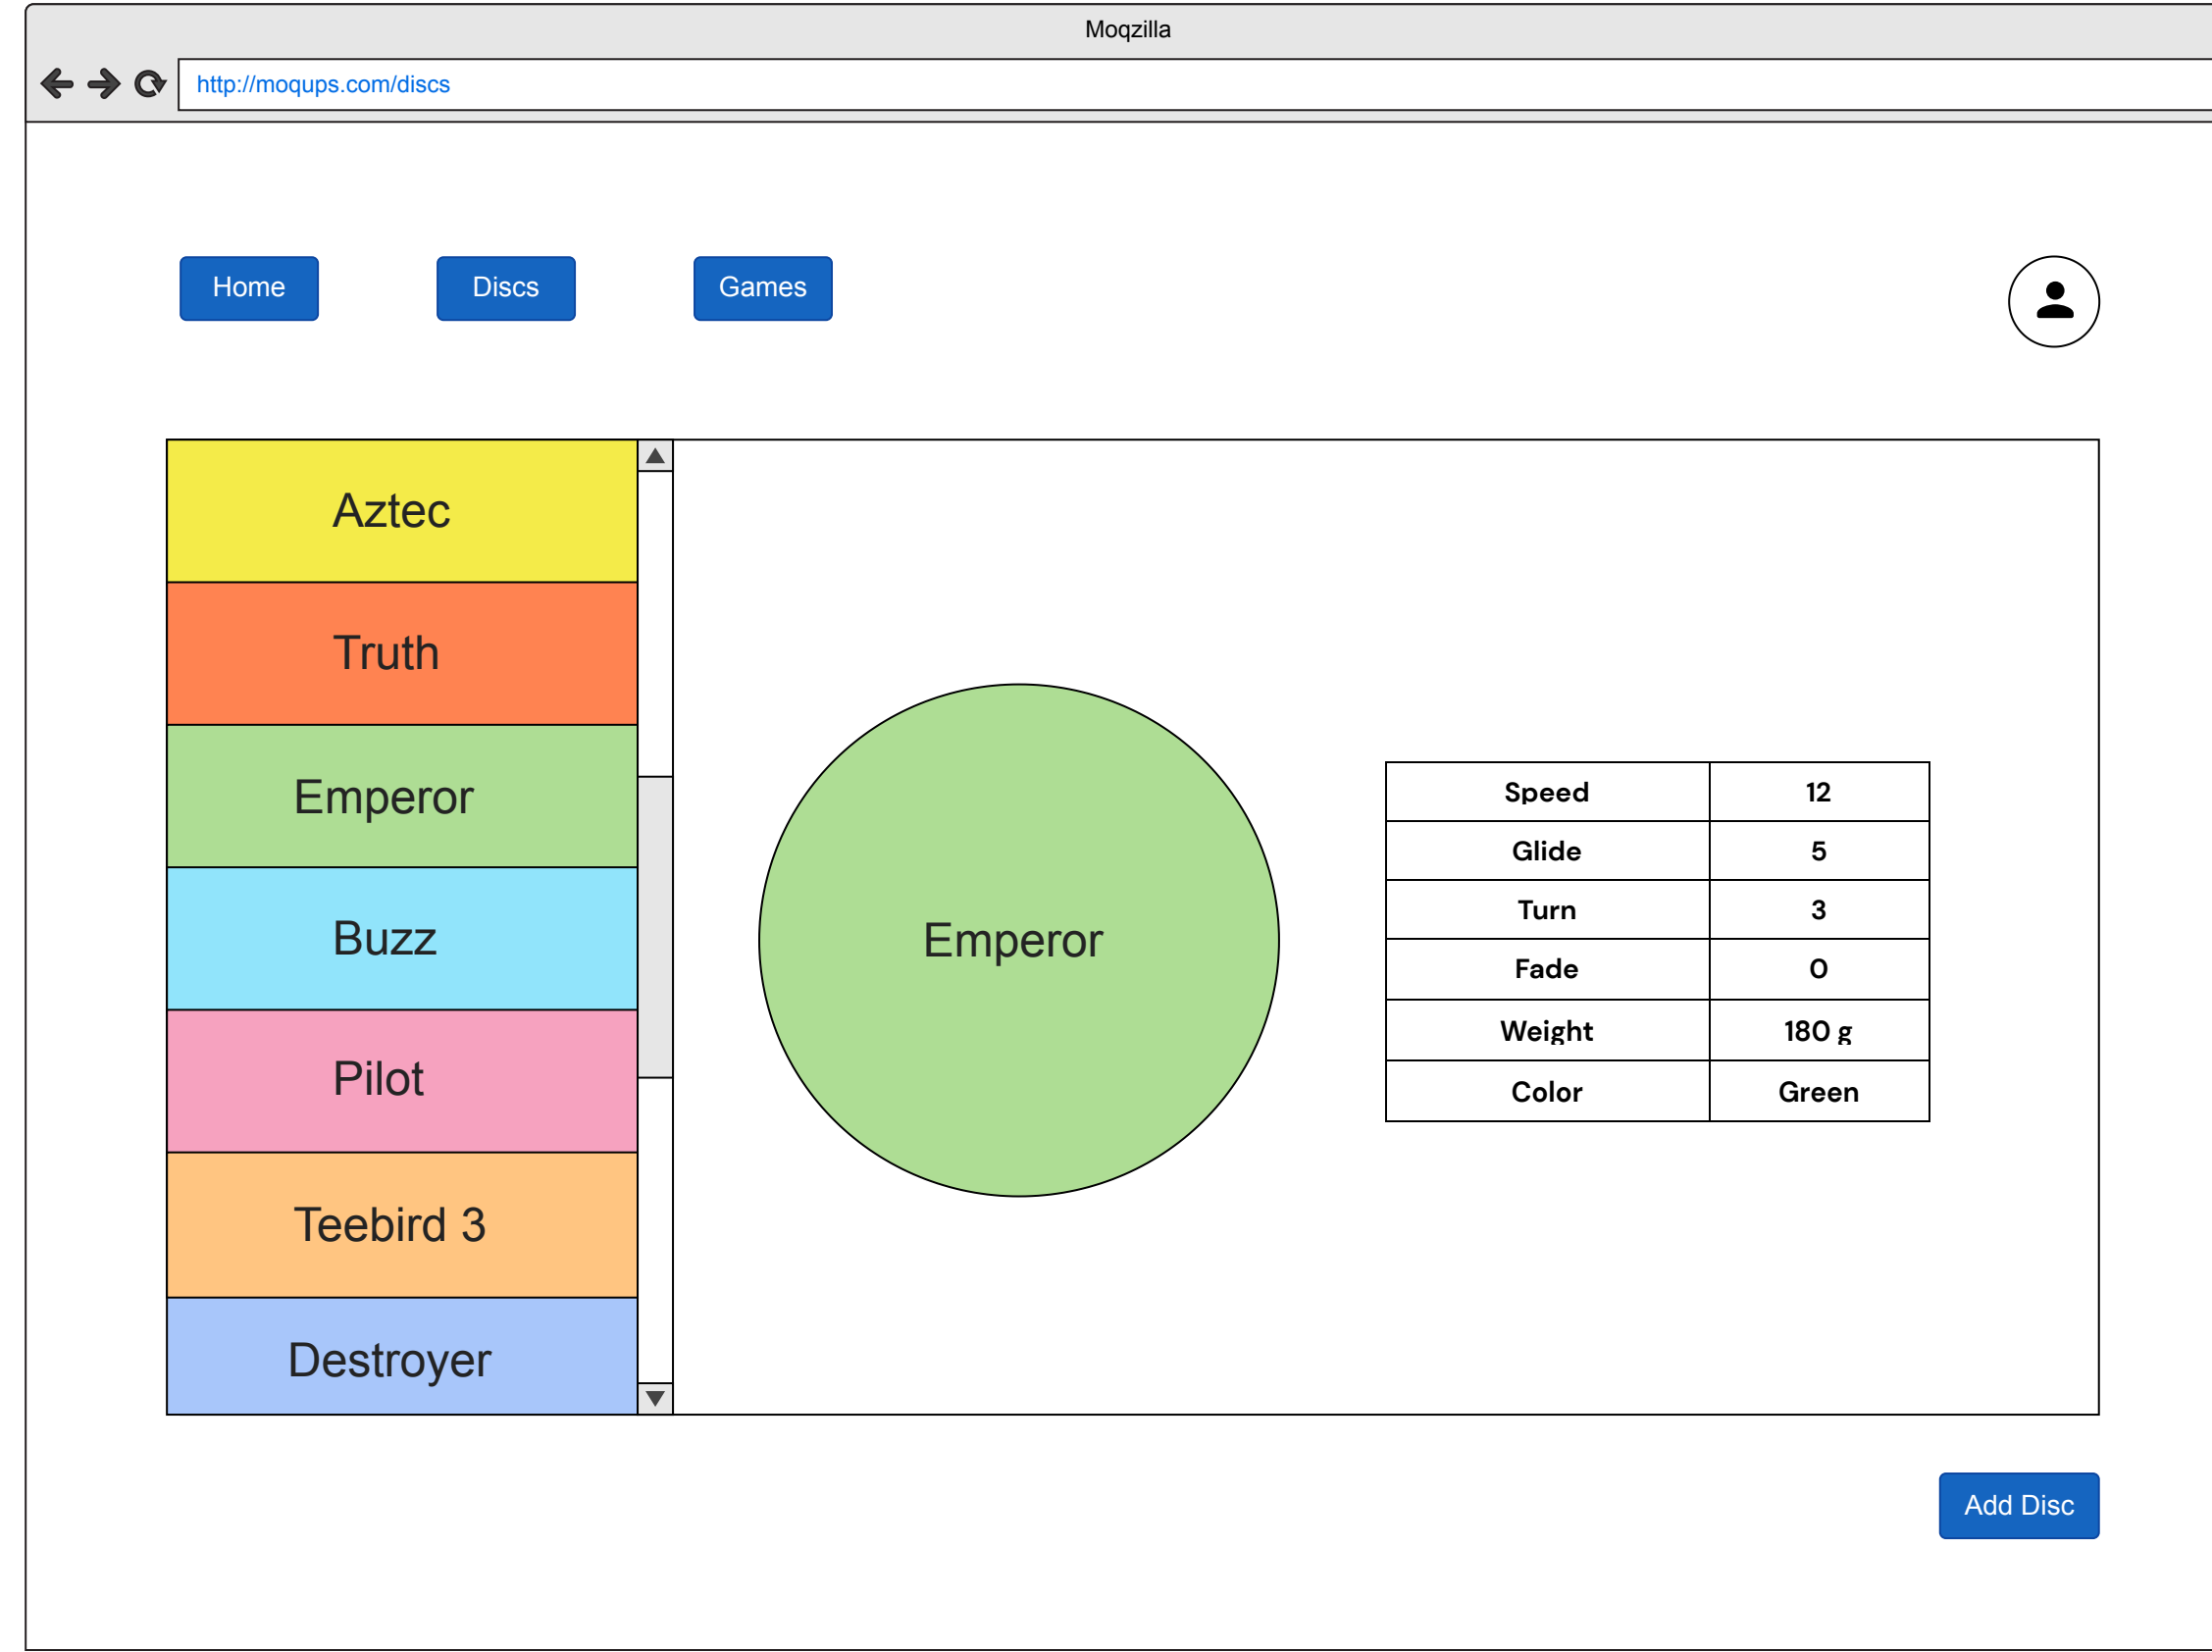 Moqzilla
http://moqups.com/discs
Home Discs Games
Aztec
Truth
Emperor
Buzz
Pilot
Teebird 3
Destroyer
Emperor
Speed 12
Glide 5
Turn 3
Fade 0
Weight 180 g
Color Green
Add Disc